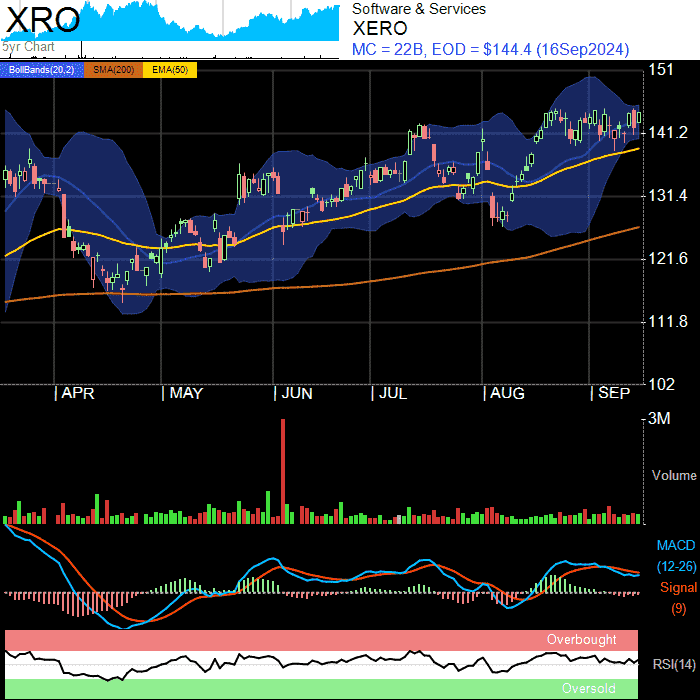 XRO
5yr Chart
Software & Services
XERO
MC = 22B, EOD = $144.4 (16Sep2024)
BollBands(20,2) SMA(200) EMA(50)
151
141.2
131.4
121.6
111.8
102
APR MAY JUN JUL AUG SEP
3M
Volume
MACD
(12-26)
Signal
(9)
Overbought
RSI(14)
Oversold